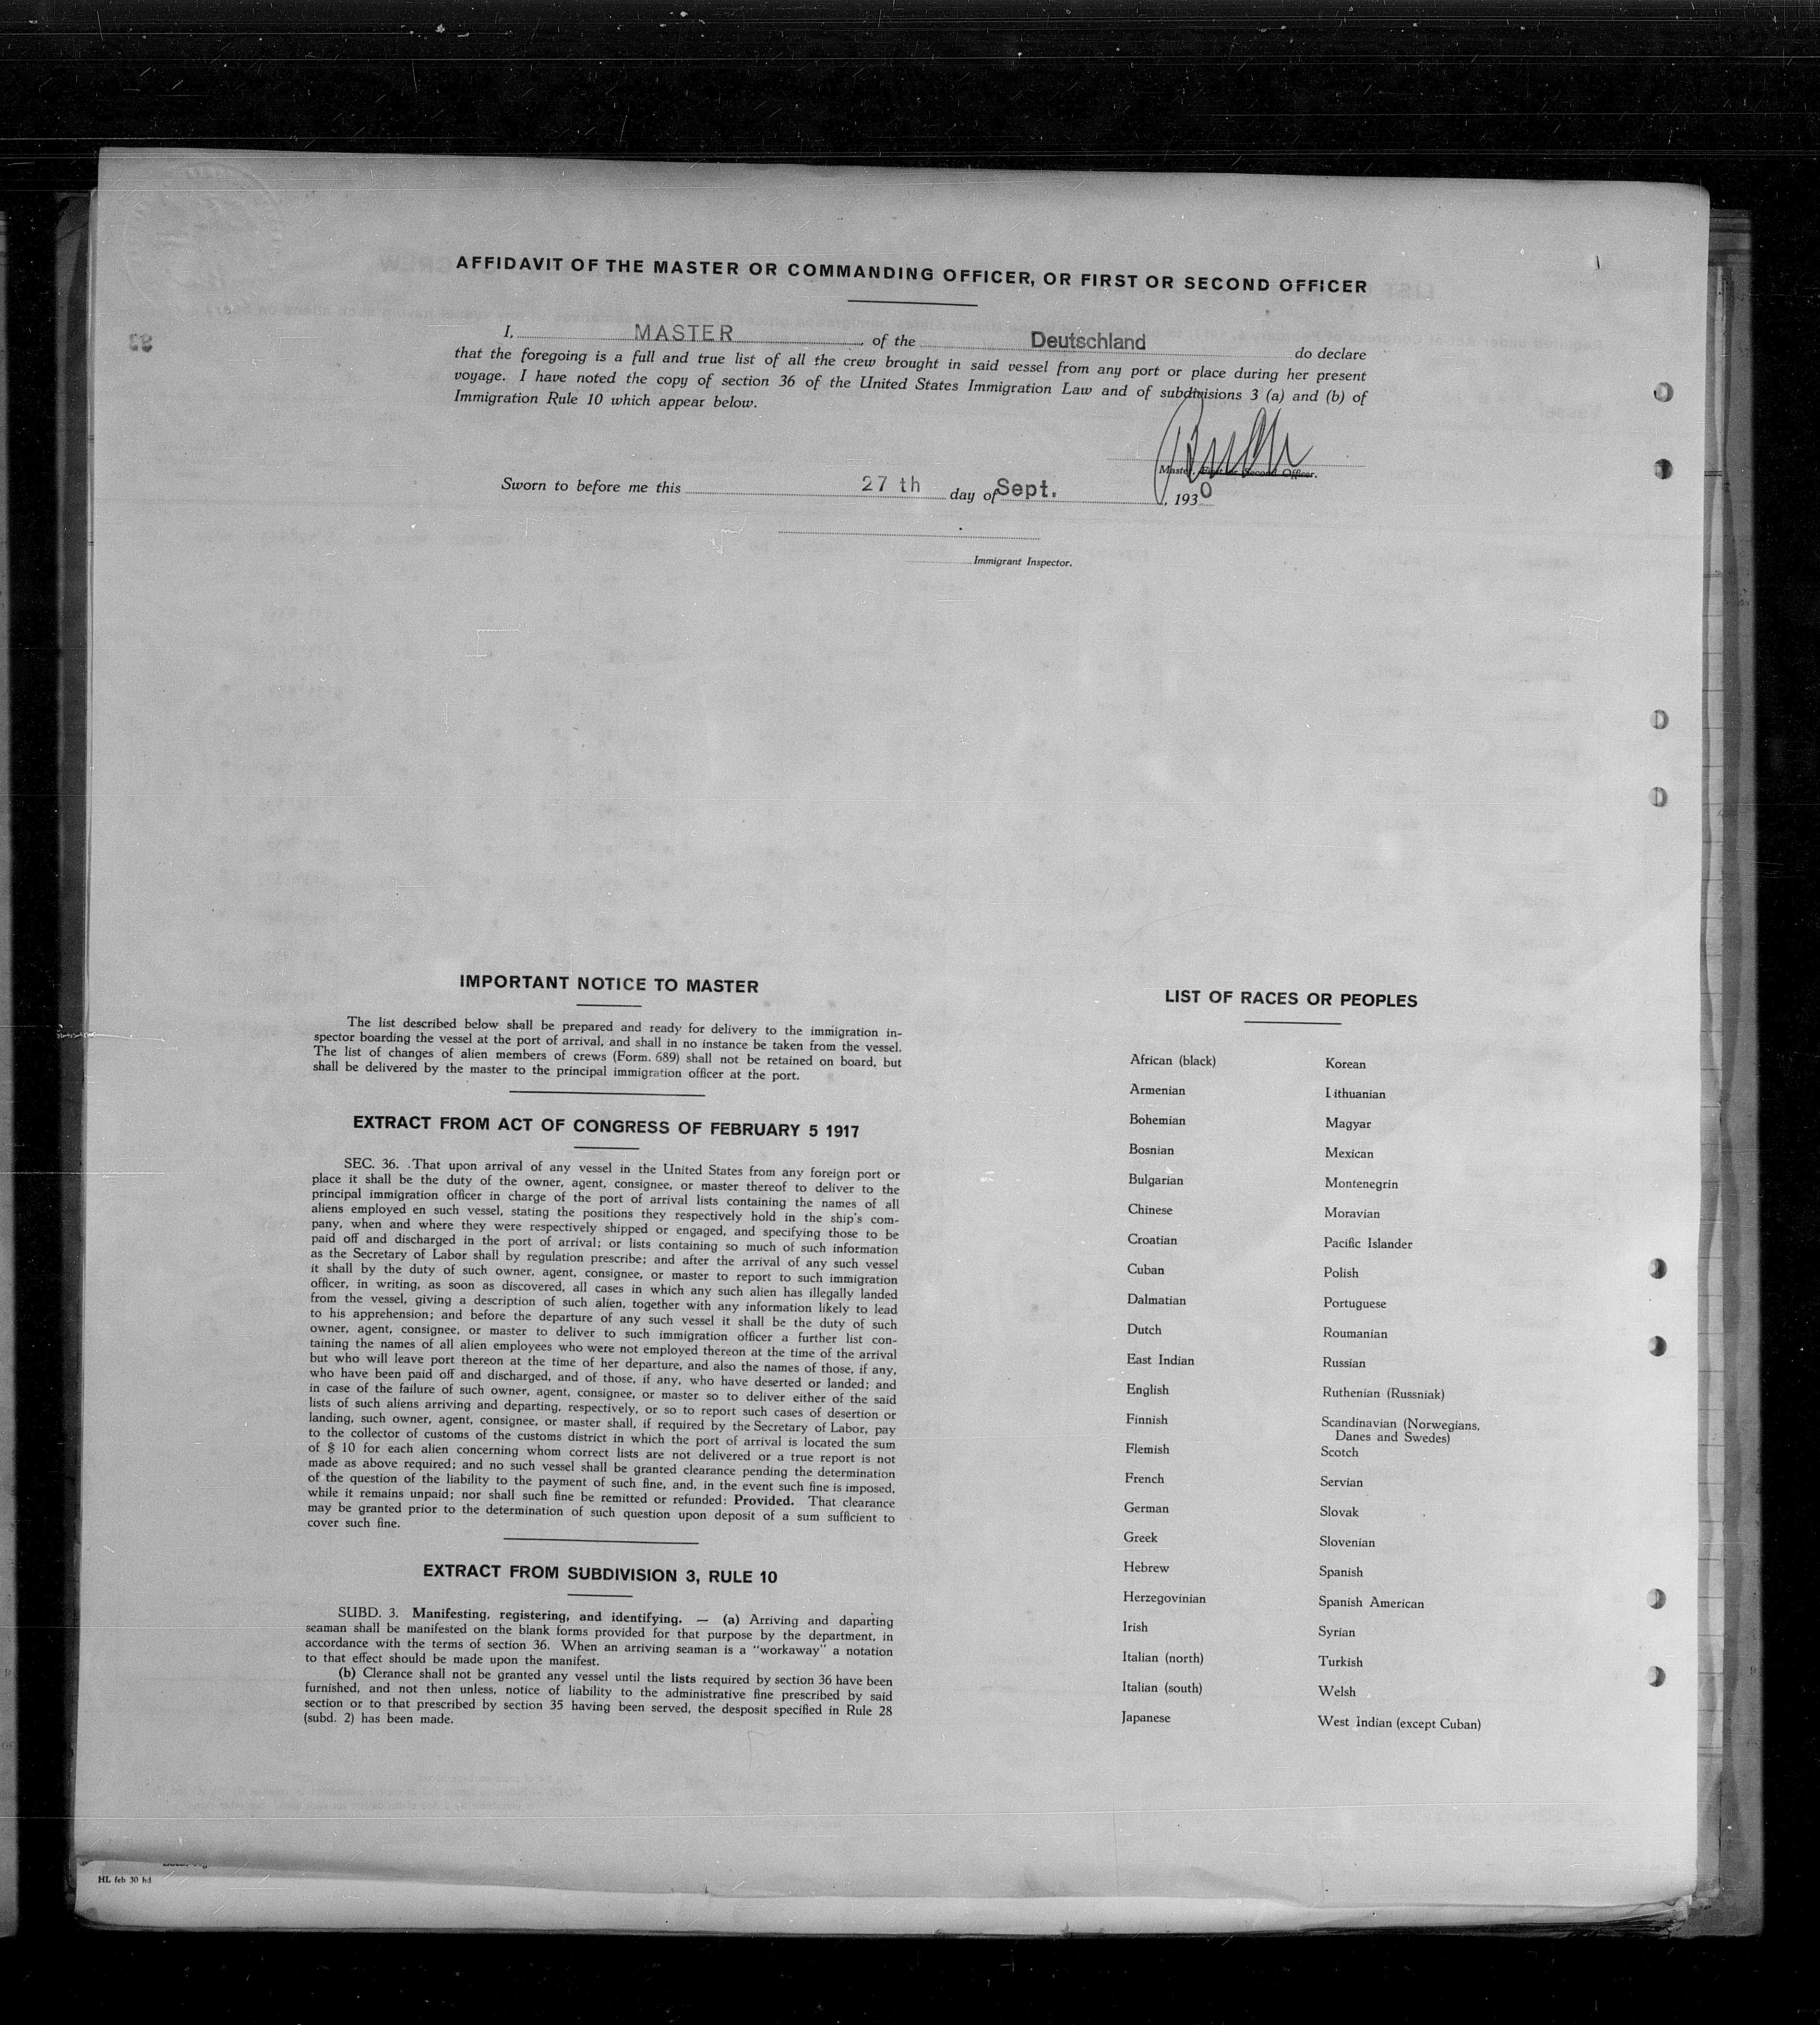 AFFIDAVIT OF THE MASTER OR COMMANDING OFFICER, OR FIRST OR SECOND OFFICER
I, MASTER, of the Deutschland do declare
that the foregoing is a full and true list of all the crew brought in said vessel from any port or place during her present
voyage. I have noted the copy of section 36 of the United States Immigration Law and of subdivisions 3 (a) and (b) of
Immigration Rule 10 which appear below.
Master, First or Second Officer.
Sworn to before me this 27 th day of Sept., 1930
Immigrant Inspector.
IMPORTANT NOTICE TO MASTER
The list described below shall be prepared and ready for delivery to the immigration in-
spector boarding the vessel at the port of arrival, and shall in no instance be taken from the vessel.
The list of changes of alien members of crews (Form. 689) shall not be retained on board, but
shall be delivered by the master to the principal immigration officer at the port.
EXTRACT FROM ACT OF CONGRESS OF FEBRUARY 5 1917
SEC. 36. .That upon arrival of any vessel in the United States from any foreign port or
place it shall be the duty of the owner, agent, consignee, or master thereof to deliver to the
principal immigration officer in charge of the port of arrival lists containing the names of all
aliens employed en such vessel, stating the positions they respectively hold in the ship's com-
pany, when and where they were respectively shipped or engaged, and specifying those to be
paid off and discharged in the port of arrival; or lists containing so much of such information
as the Secretary of Labor shall by regulation prescribe; and after the arrival of any such vessel
it shall by the duty of such owner, agent, consignee, or master to report to such immigration
officer, in writing, as soon as discovered, all cases in which any such alien has illegally landed
from the vessel, giving a description of such alien, together with any information likely to lead
to his apprehension; and before the departure of any such vessel it shall be the duty of such
owner, agent, consignee, or master to deliver to such immigration officer a further list con-
taining the names of all alien employees who were not employed thereon at the time of the arrival
but who will leave port thereon at the time of her departure, and also the names of those, if any,
who have been paid off and discharged, and of those, if any, who have deserted or landed; and
in case of the failure of such owner, agent, consignee, or master so to deliver either of the said
lists of such aliens arriving and departing, respectively, or so to report such cases of desertion or
landing, such owner, agent, consignee, or master shall, if required by the Secretary of Labor, pay
to the collector of customs of the customs district in which the port of arrival is located the sum
of $ 10 for each alien concerning whom correct lists are not delivered or a true report is not
made as above required; and no such vessel shall be granted clearance pending the determination
of the question of the liability to the payment of such fine, and, in the event such fine is imposed,
while it remains unpaid; nor shall such fine be remitted or refunded: Provided. That clearance
may be granted prior to the determination of such question upon deposit of a sum sufficient to
cover such fine.
EXTRACT FROM SUBDIVISION 3, RULE 10
SUBD. 3. Manifesting, registering, and identifying. — (a) Arriving and daparting
seaman shall be manifested on the blank forms provided for that purpose by the department, in
accordance with the terms of section 36. When an arriving seaman is a "workaway" a notation
to that effect should be made upon the manifest.
(b) Clerance shall not be granted any vessel until the lists required by section 36 have been
furnished, and not then unless, notice of liability to the administrative fine prescribed by said
section or to that prescribed by section 35 having been served, the desposit specified in Rule 28
(subd. 2) has been made.
LIST OF RACES OR PEOPLES
African (black)
Armenian
Bohemian
Bosnian
Bulgarian
Chinese
Croatian
Cuban
Dalmatian
Dutch
East Indian
English
Finnish
Flemish
French
German
Greek
Hebrew
Herzegovinian
Irish
Italian (north)
Italian (south)
Japanese
Korean
Lithuanian
Magyar
Mexican
Montenegrin
Moravian
Pacific Islander
Polish
Portuguese
Roumanian
Russian
Ruthenian (Russniak)
Scandinavian (Norwegians,
Danes and Swedes)
Scotch
Servian
Slovak
Slovenian
Spanish
Spanish American
Syrian
Turkish
Welsh
West Indian (except Cuban)
HL feb 30 hd